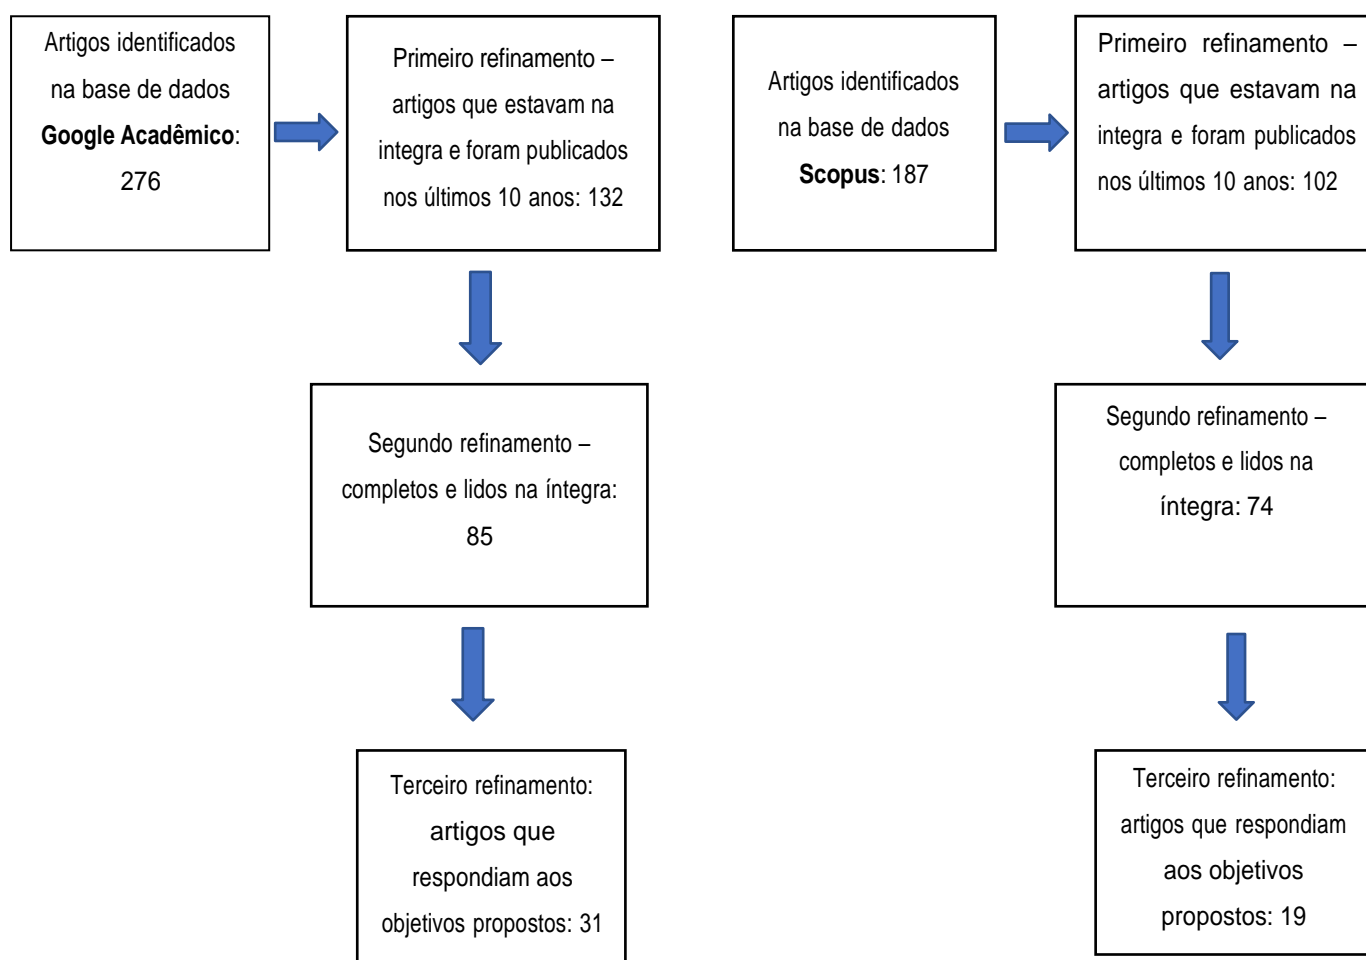 Artigos identificados
na base de dados
Google Acadêmico:
276
Primeiro refinamento –
artigos que estavam na
integra e foram publicados
nos últimos 10 anos: 132
Segundo refinamento –
completos e lidos na íntegra:
85
Terceiro refinamento:
artigos que
respondiam aos
objetivos propostos: 31
Artigos identificados
na base de dados
Scopus: 187
Primeiro refinamento –
artigos que estavam na
integra e foram publicados
nos últimos 10 anos: 102
Segundo refinamento –
completos e lidos na
íntegra: 74
Terceiro refinamento:
artigos que respondiam
aos objetivos
propostos: 19